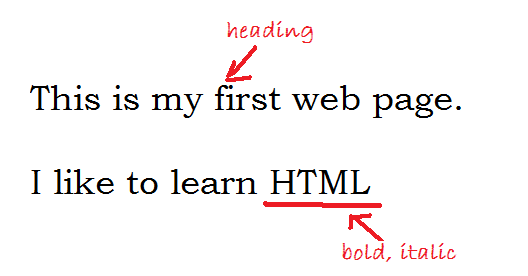 heading
This is my first web page.
I like to learn HTML
bold, italic